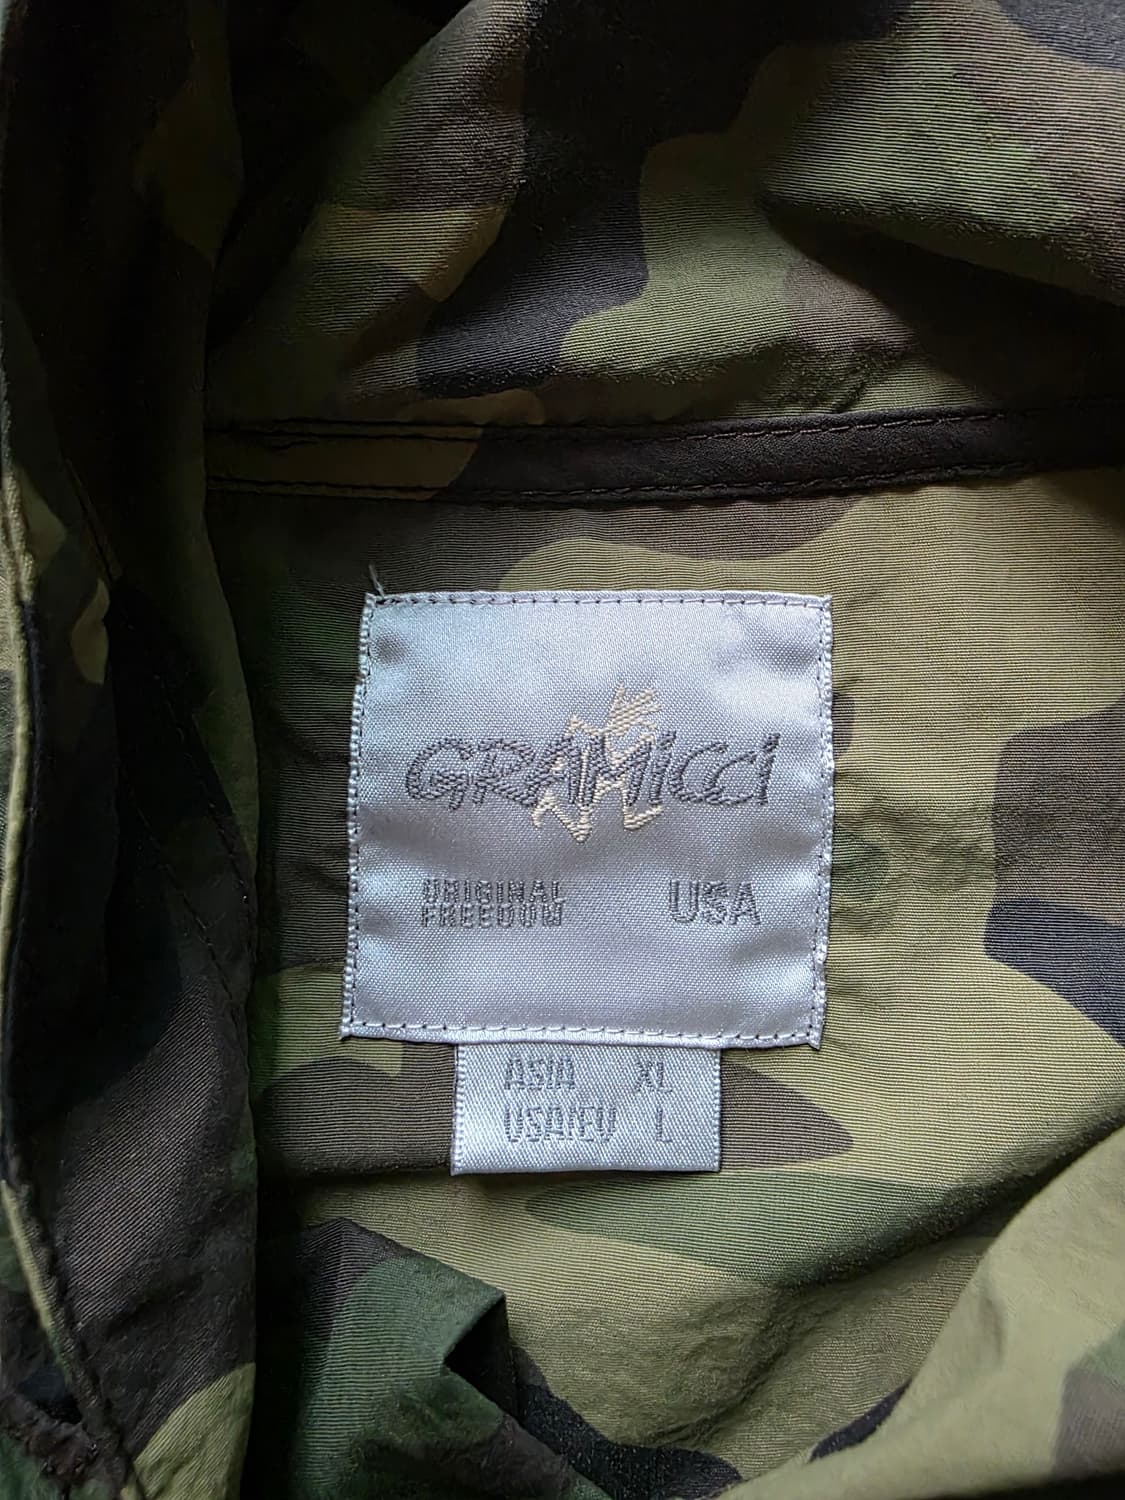 GRAMiCCi
ORIGINAL
FREEDOM
USA
ASIA XL
USA/EU L